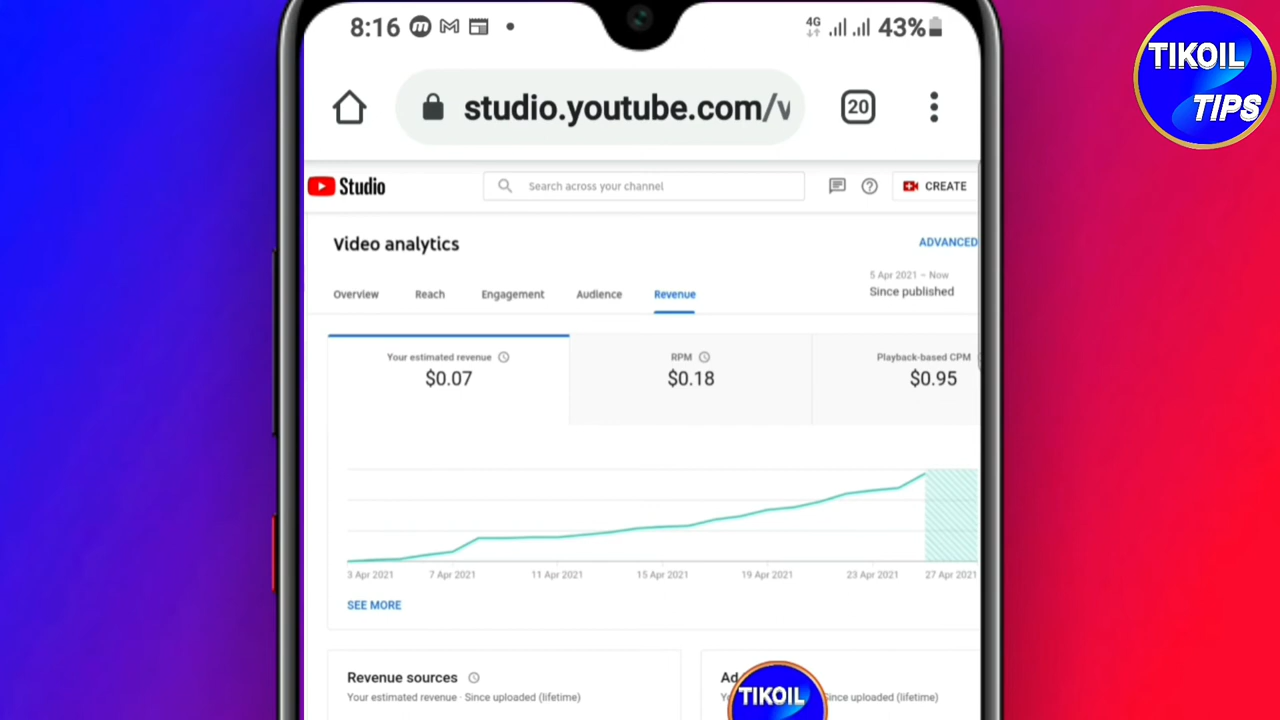 8:16
4G
43%
TIKOIL
TIPS
studio.youtube.com/v
20
Studio
Search across your channel
CREATE
Video analytics
ADVANCED
5 Apr 2021 – Now
Since published
Overview
Reach
Engagement
Audience
Revenue
Your estimated revenue
$0.07
RPM
$0.18
Playback-based CPM
$0.95
3 Apr 2021
7 Apr 2021
11 Apr 2021
15 Apr 2021
19 Apr 2021
23 Apr 2021
27 Apr 2021
SEE MORE
Revenue sources
Your estimated revenue · Since uploaded (lifetime)
Ad
TIKOIL
ince uploaded (lifetime)